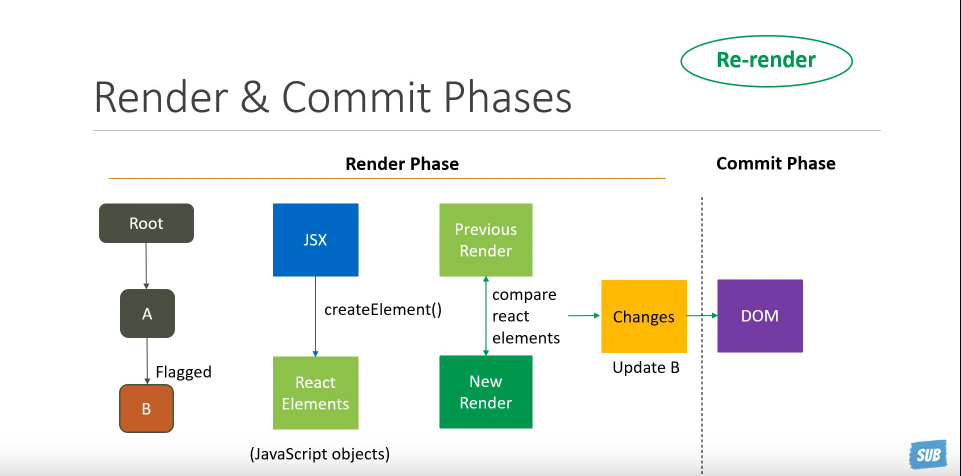 Re-render
Render & Commit Phases
Render Phase
Commit Phase
Root
A
Flagged
B
JSX
createElement()
React
Elements
(JavaScript objects)
Previous
Render
compare
react
elements
New
Render
Changes
Update B
DOM
SUB